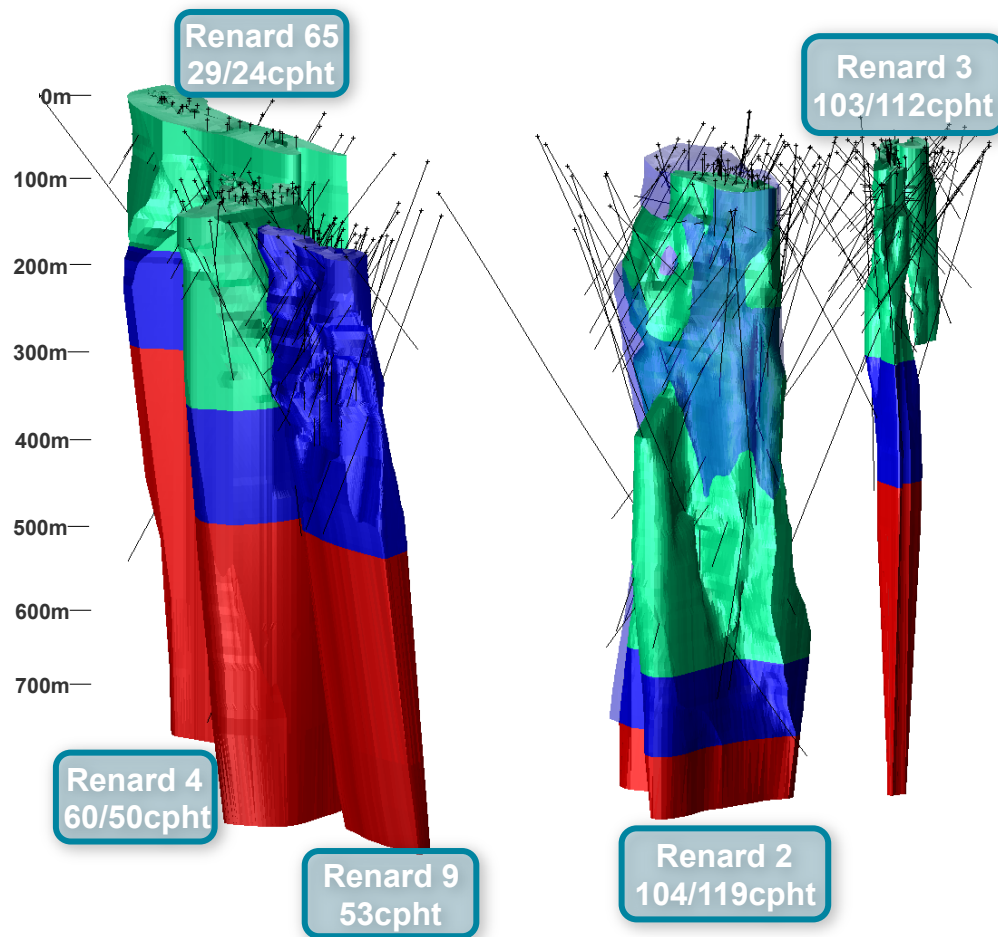 Renard 65
29/24cpht
Renard 3
103/112cpht
0m
100m
200m
300m
400m
500m
600m
700m
Renard 4
60/50cpht
Renard 9
53cpht
Renard 2
104/119cpht